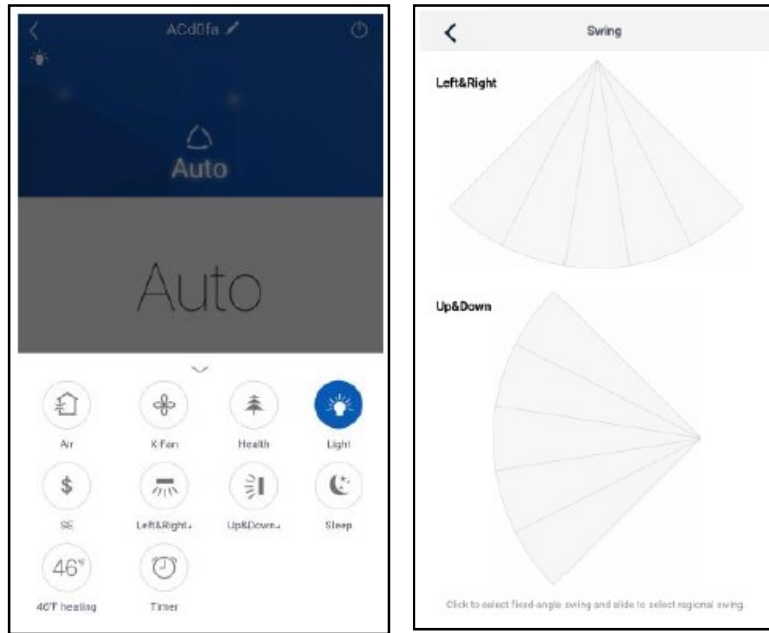 ACd0fa
Auto
Auto
Air
X-Fan
Health
Light
$
SE
Left&Right
Up&Down
Sleep
46°F
46°F heating
Timer
Swing
Left&Right
Up&Down
Click to select fixed-angle swing and slide to select regional swing.